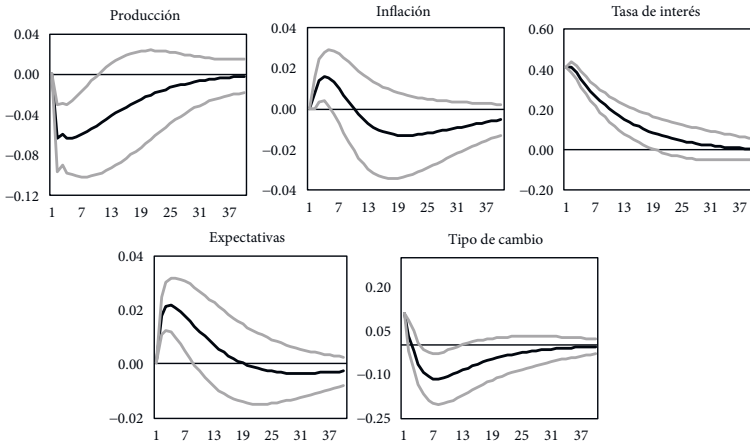 Producción
0.04
0.00
−0.04
−0.08
−0.12
1 7 13 19 25 31 37
Inflación
0.04
0.02
0.00
−0.02
−0.04
1 7 13 19 25 31 37
Tasa de interés
0.60
0.40
0.20
0.00
−0.20
1 7 13 19 25 31 37
Expectativas
0.04
0.02
0.00
−0.02
1 7 13 19 25 31 37
Tipo de cambio
0.20
0.05
−0.10
−0.25
1 7 13 19 25 31 37